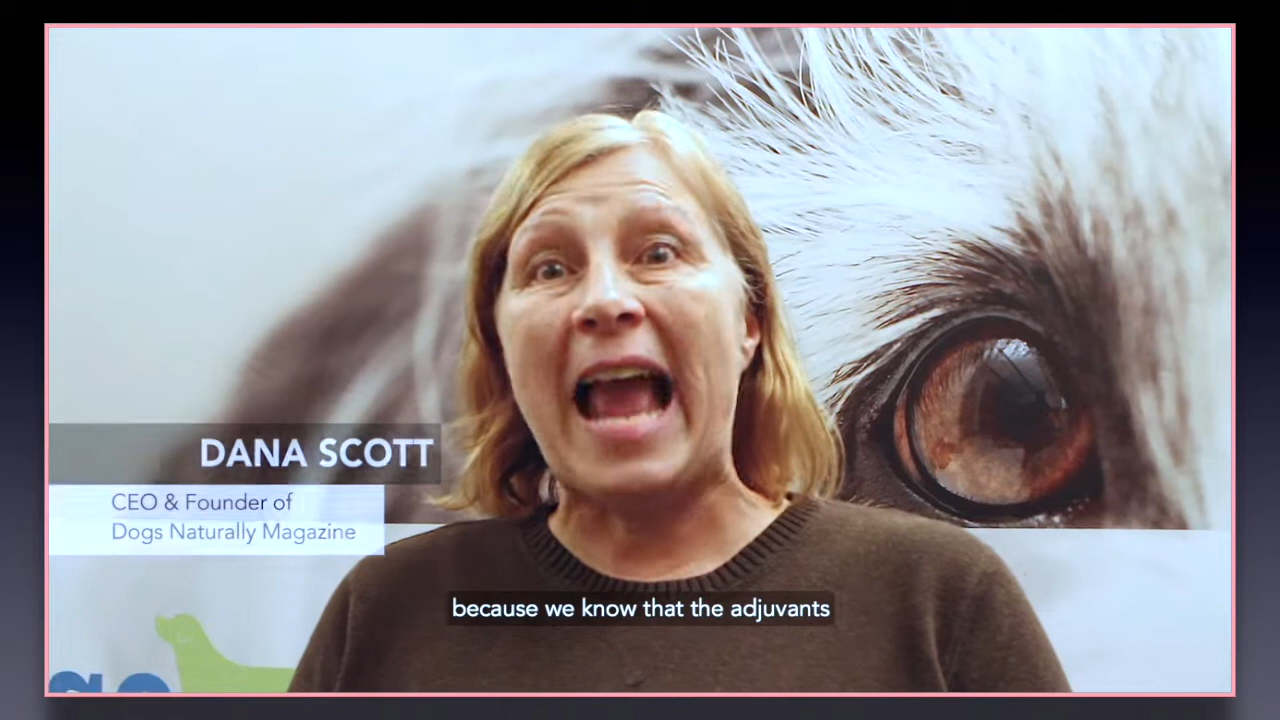 DANA SCOTT
CEO & Founder of
Dogs Naturally Magazine
because we know that the adjuvants